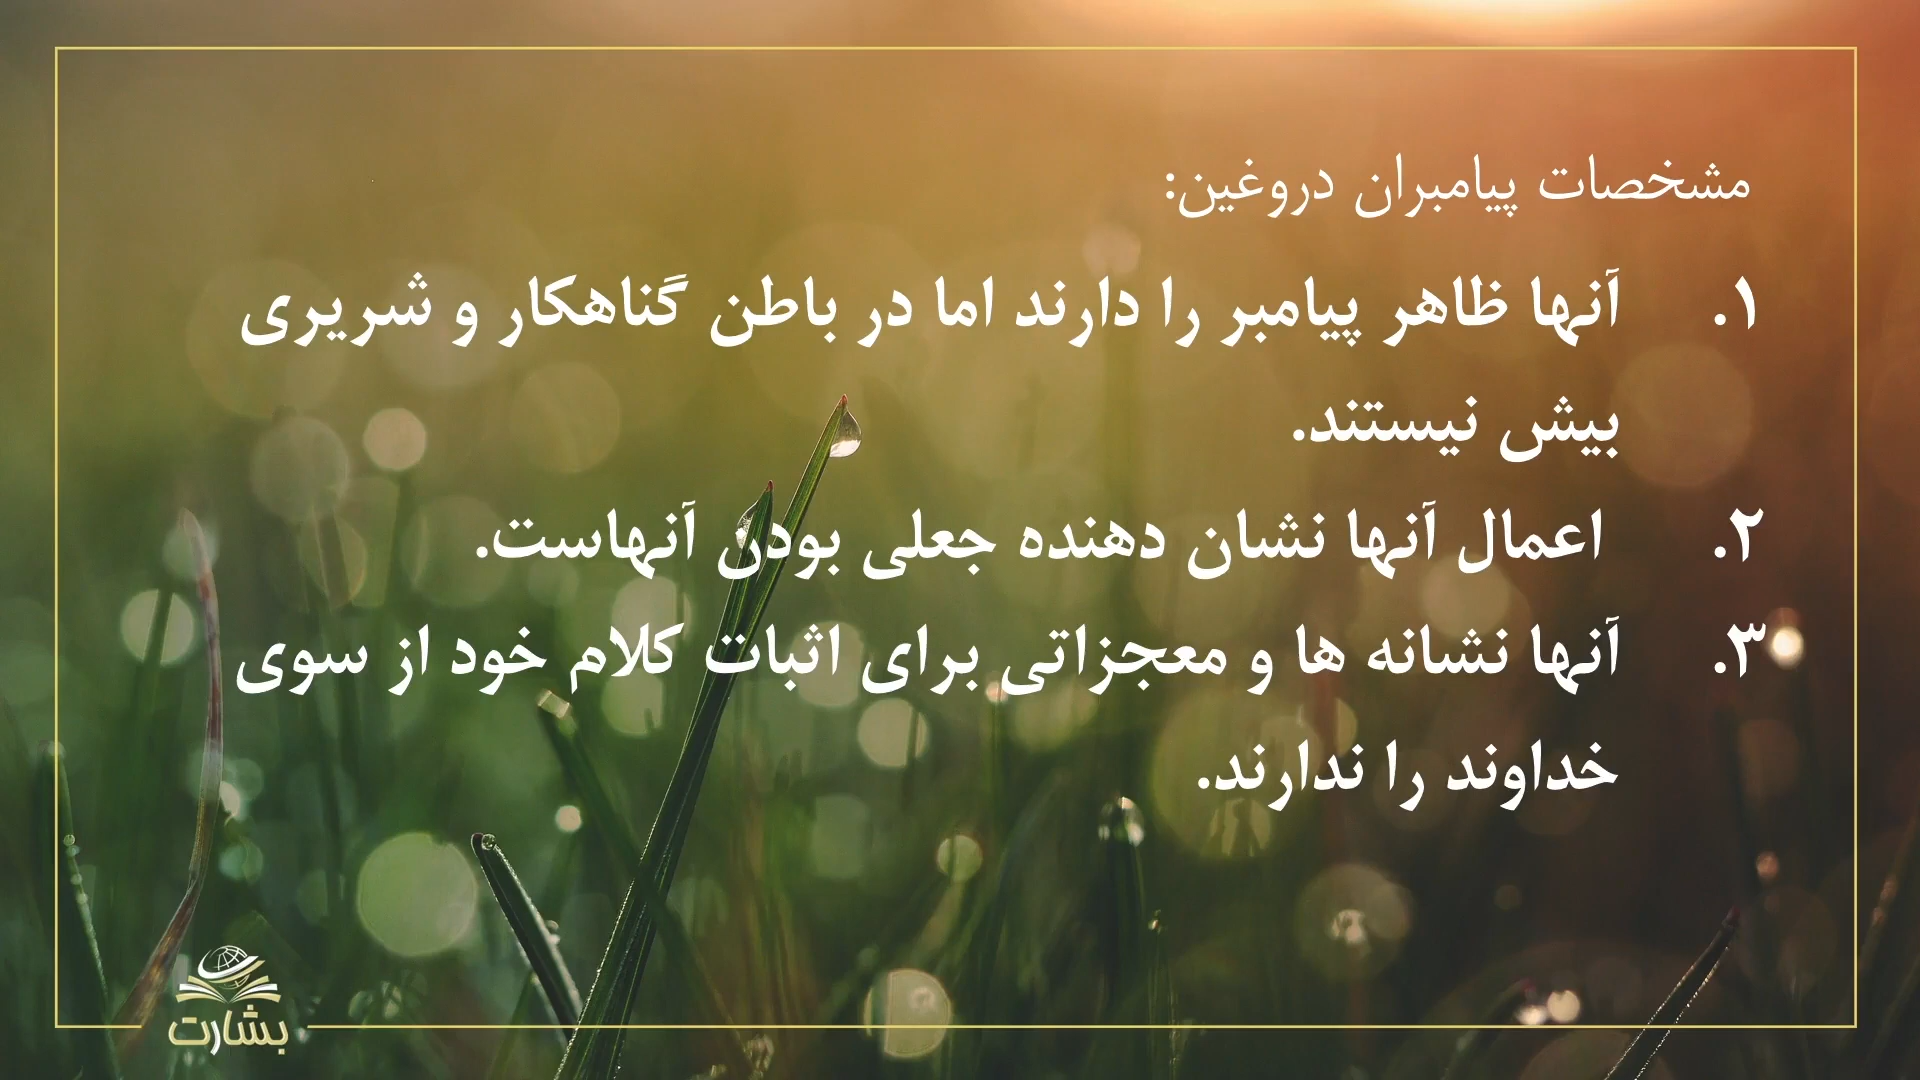 مشخصات پیامبران دروغین:
۱. آنها ظاهر پیامبر را دارند اما در باطن گناهکار و شریری
بیش نیستند.
۲. اعمال آنها نشان دهنده جعلی بودن آنهاست.
۳. آنها نشانه ها و معجزاتی برای اثبات کلام خود از سوی
خداوند را ندارند.
بشارت